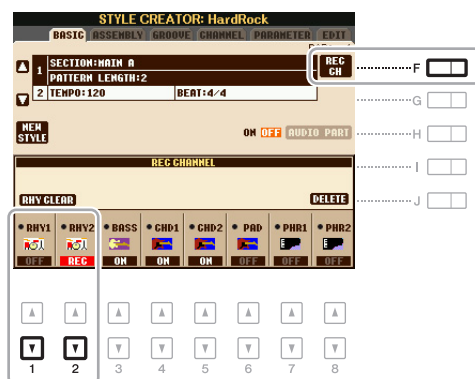 STYLE CREATOR: HardRock
BASIC ASSEMBLY GROOVE CHANNEL PARAMETER EDIT
1 SECTION:MAIN A
PATTERN LENGTH:2
2 TEMPO:120 BEAT:4/4
REC CH
F
G
NEW STYLE
ON OFF AUDIO PART
H
REC CHANNEL
I
RHY CLEAR
DELETE
J
RHY1 RHY2 BASS CHD1 CHD2 PAD PHR1 PHR2
OFF REC ON ON ON OFF OFF OFF
1 2 3 4 5 6 7 8